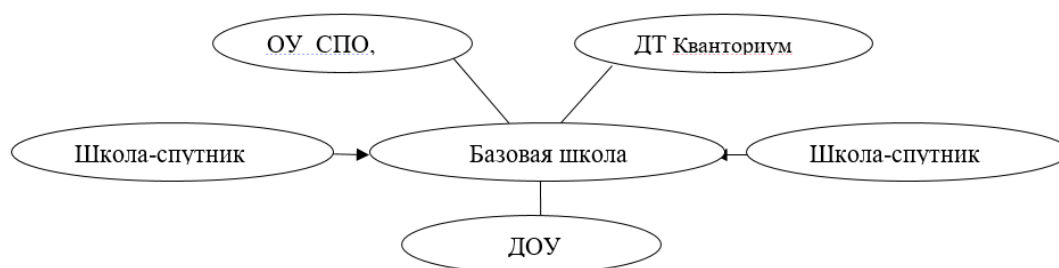 ОУ СПО,
ДТ Кванториум
Школа-спутник
Базовая школа
Школа-спутник
ДОУ